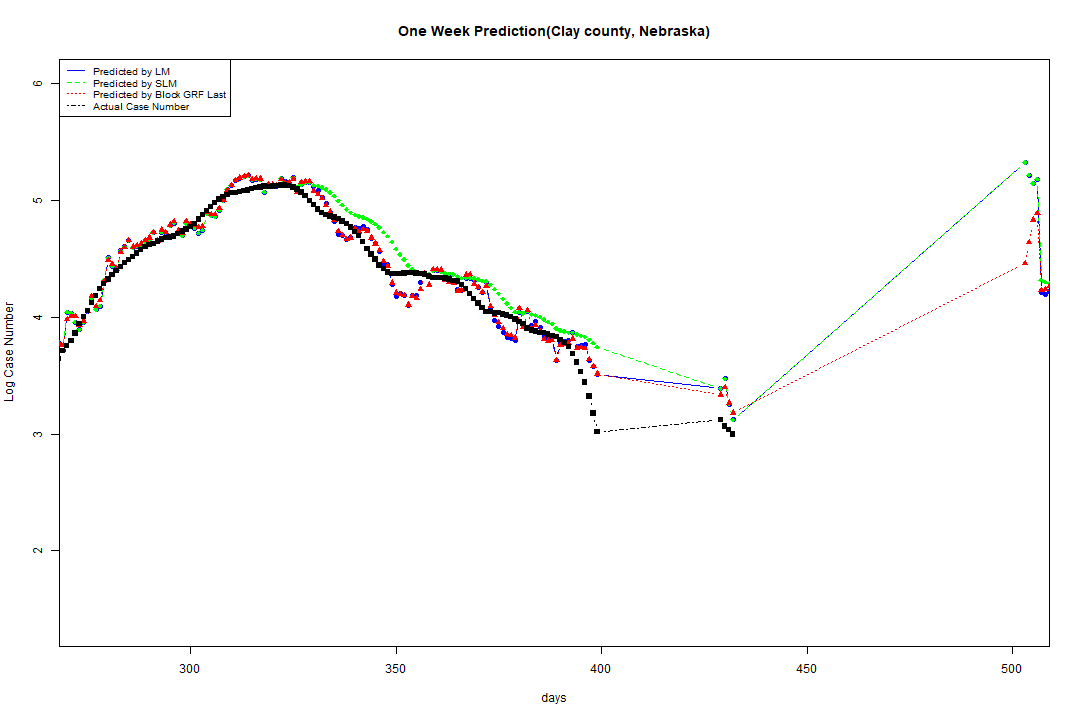 One Week Prediction(Clay county, Nebraska)
Predicted by LM
Predicted by SLM
Predicted by Block GRF Last
Actual Case Number
Log Case Number
6
5
4
3
2
300
350
400
450
500
days